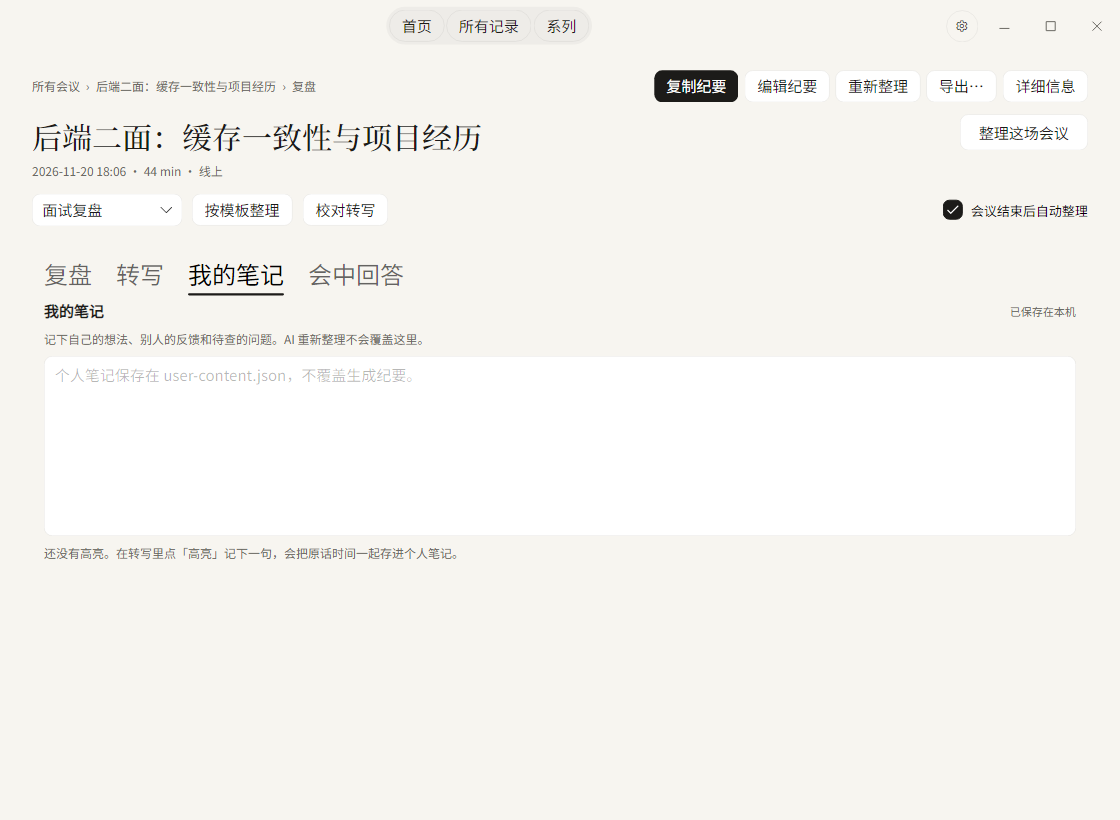 首页 所有记录 系列
所有会议 › 后端二面：缓存一致性与项目经历 › 复盘
复制纪要 编辑纪要 重新整理 导出… 详细信息
后端二面：缓存一致性与项目经历
整理这场会议
2026-11-20 18:06 · 44 min · 线上
面试复盘 按模板整理 校对转写
会议结束后自动整理
复盘 转写 我的笔记 会中回答
我的笔记
已保存在本机
记下自己的想法、别人的反馈和待查的问题。AI 重新整理不会覆盖这里。
个人笔记保存在 user-content.json，不覆盖生成纪要。
还没有高亮。在转写里点「高亮」记下一句，会把原话时间一起存进个人笔记。